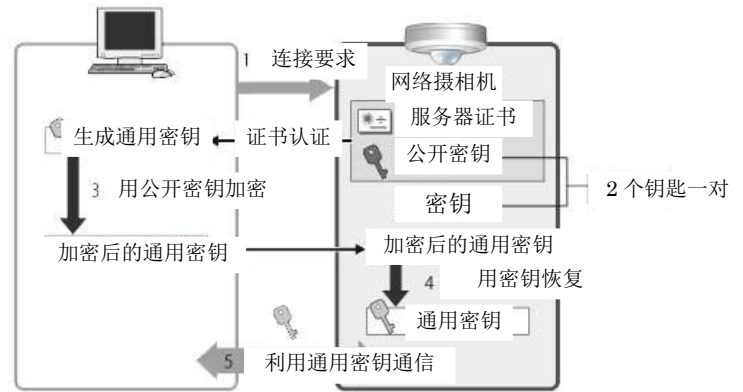 1 连接要求
网络摄相机
服务器证书
生成通用密钥
证书认证
公开密钥
3 用公开密钥加密
密钥
2 个钥匙一对
加密后的通用密钥
加密后的通用密钥
4 用密钥恢复
通用密钥
5 利用通用密钥通信